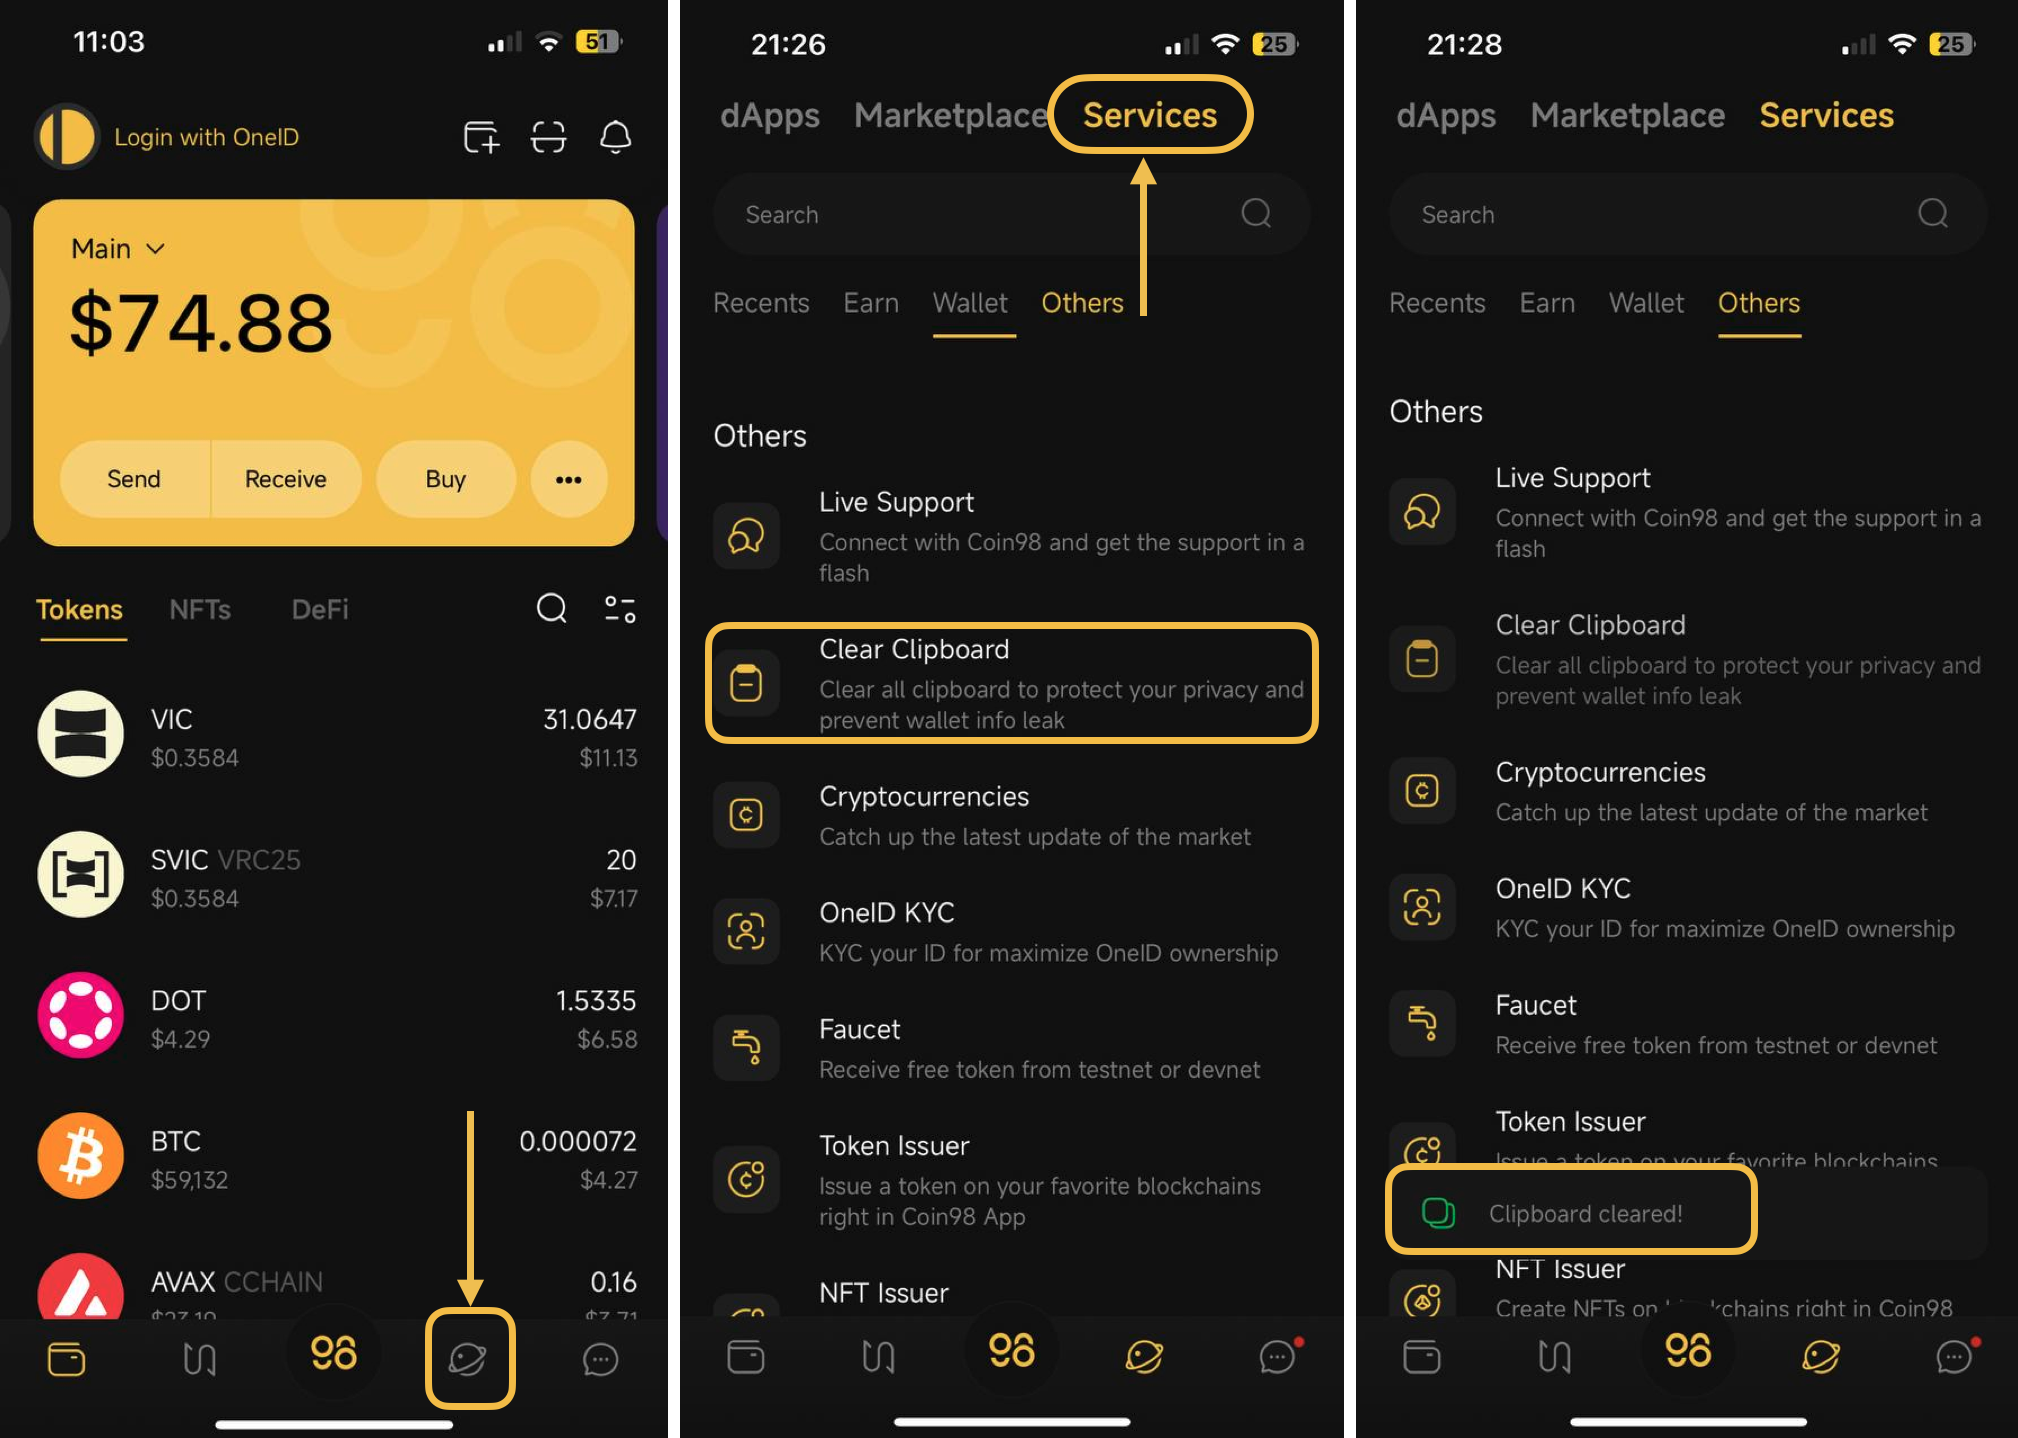 11:03
51
Login with OneID
Main
$74.88
Send
Receive
Buy
Tokens
NFTs
DeFi
VIC
31.0647
$0.3584
$11.13
SVIC VRC25
20
$0.3584
$7.17
DOT
1.5335
$4.29
$6.58
BTC
0.000072
$59,132
$4.27
AVAX CCHAIN
0.16
21:26
25
dApps
Marketplace
Services
Search
Recents
Earn
Wallet
Others
Others
Live Support
Connect with Coin98 and get the support in a
flash
Clear Clipboard
Clear all clipboard to protect your privacy and
prevent wallet info leak
Cryptocurrencies
Catch up the latest update of the market
OneID KYC
KYC your ID for maximize OneID ownership
Faucet
Receive free token from testnet or devnet
Token Issuer
Issue a token on your favorite blockchains
right in Coin98 App
NFT Issuer
21:28
25
dApps
Marketplace
Services
Search
Recents
Earn
Wallet
Others
Others
Live Support
Connect with Coin98 and get the support in a
flash
Clear Clipboard
Clear all clipboard to protect your privacy and
prevent wallet info leak
Cryptocurrencies
Catch up the latest update of the market
OneID KYC
KYC your ID for maximize OneID ownership
Faucet
Receive free token from testnet or devnet
Token Issuer
Issue a token on your favorite blockchains
Clipboard cleared!
NFT Issuer
Create NFTs on right in Coin98